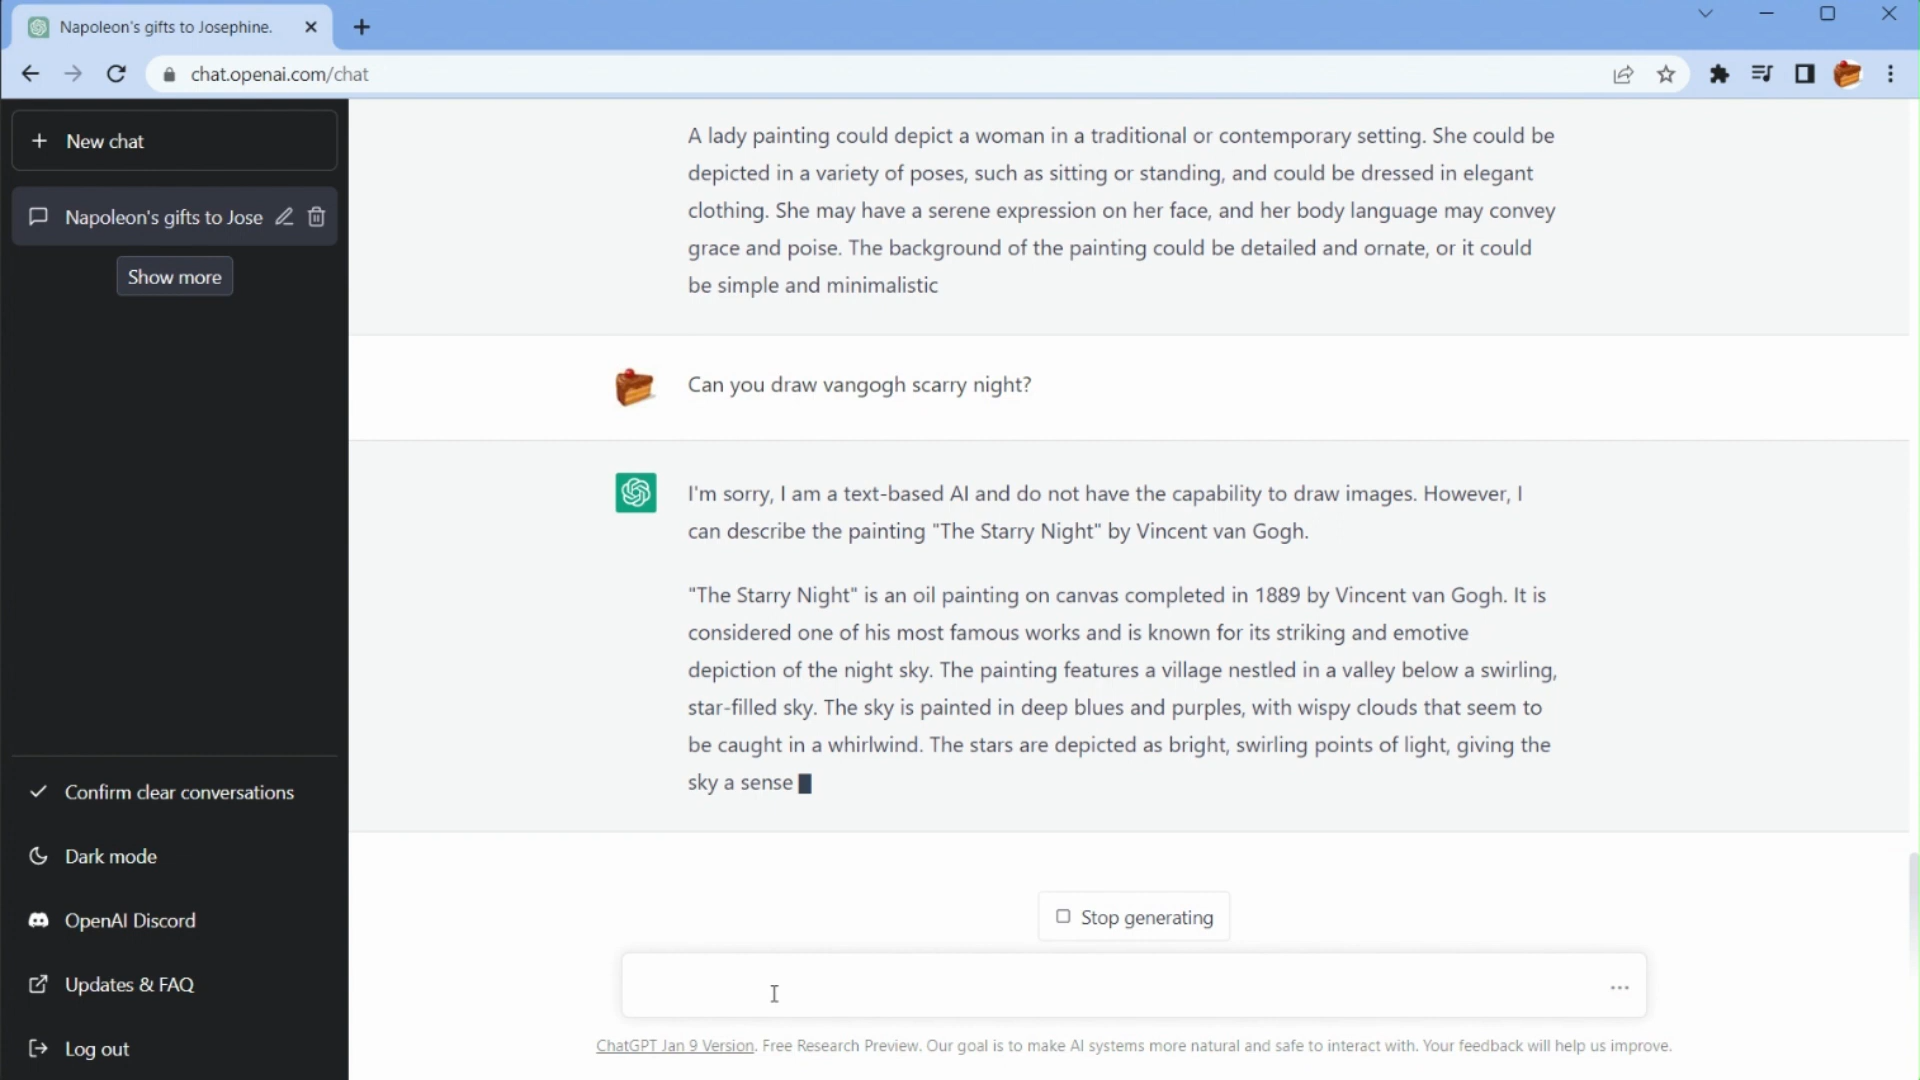 Napoleon's gifts to Josephine.
chat.openai.com/chat
New chat
Napoleon's gifts to Jose
Show more
Confirm clear conversations
Dark mode
OpenAI Discord
Updates & FAQ
Log out
A lady painting could depict a woman in a traditional or contemporary setting. She could be
depicted in a variety of poses, such as sitting or standing, and could be dressed in elegant
clothing. She may have a serene expression on her face, and her body language may convey
grace and poise. The background of the painting could be detailed and ornate, or it could
be simple and minimalistic
Can you draw vangogh scarry night?
I'm sorry, I am a text-based AI and do not have the capability to draw images. However, I
can describe the painting "The Starry Night" by Vincent van Gogh.
"The Starry Night" is an oil painting on canvas completed in 1889 by Vincent van Gogh. It is
considered one of his most famous works and is known for its striking and emotive
depiction of the night sky. The painting features a village nestled in a valley below a swirling,
star-filled sky. The sky is painted in deep blues and purples, with wispy clouds that seem to
be caught in a whirlwind. The stars are depicted as bright, swirling points of light, giving the
sky a sense
Stop generating
ChatGPT Jan 9 Version. Free Research Preview. Our goal is to make AI systems more natural and safe to interact with. Your feedback will help us improve.